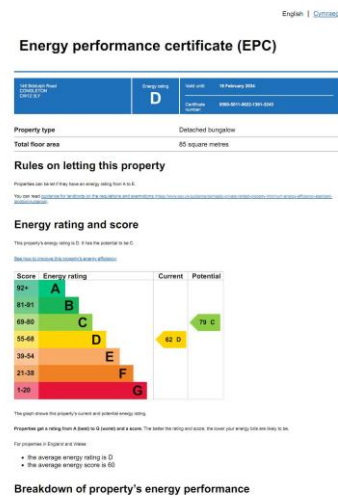 English | Cymraeg
Energy performance certificate (EPC)
CONGLETON
Energy rating
D
Valid until
Certificate
number:
Property type
Detached bungalow
Total floor area
85 square metres
Rules on letting this property
Properties can be let if they have an energy rating from A to E.
You can read
Energy rating and score
This property's energy rating is D. It has the potential to be C.
See how to improve this property's energy efficiency.
Score Energy rating Current Potential
92+ A
81-91 B
69-80 C 79 C
55-68 D 62 D
39-54 E
21-38 F
1-20 G
The graph shows this property's current and potential energy rating.
Properties get a rating from A (best) to G (worst) and a score. The better the rating and score, the lower your energy bills are likely to be.
For properties in England and Wales:
the average energy rating is D
the average energy score is 60
Breakdown of property's energy performance